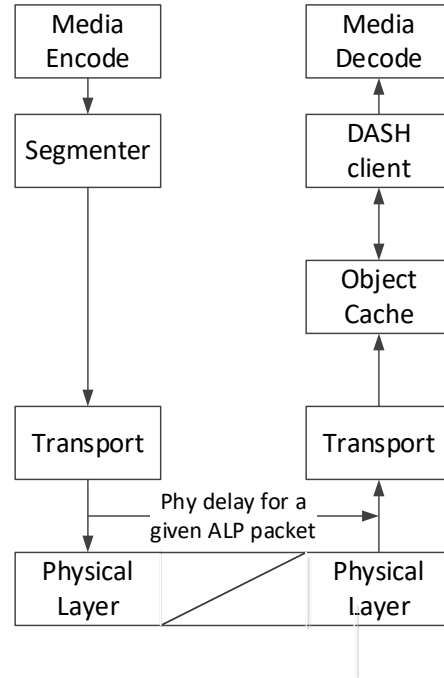 Media
Encode
Segmenter
Transport
Physical
Layer
Media
Decode
DASH
client
Object
Cache
Transport
Phy delay for a
given ALP packet
Physical
Layer